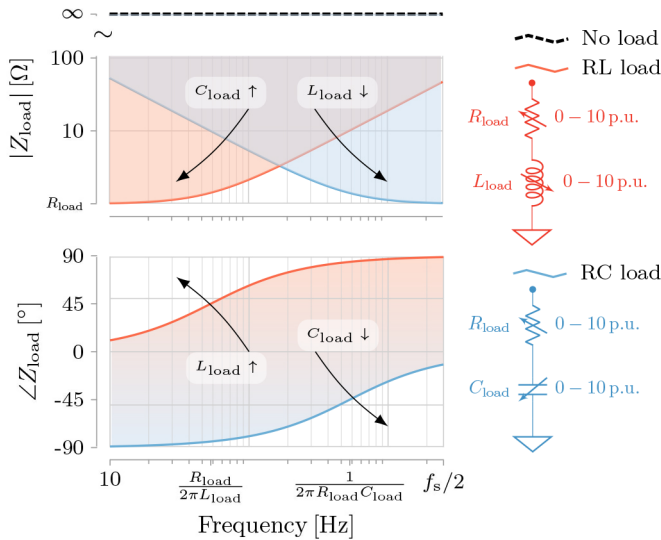 ∞
∼
100
10
R_load
|Z_load| [Ω]
C_load ↑
L_load ↓
90
45
0
-45
-90
∠Z_load [°]
L_load ↑
C_load ↓
10
R_load / 2πL_load
1 / 2πR_load C_load
f_s/2
Frequency [Hz]
No load
RL load
R_load 0 – 10 p.u.
L_load 0 – 10 p.u.
RC load
R_load 0 – 10 p.u.
C_load 0 – 10 p.u.